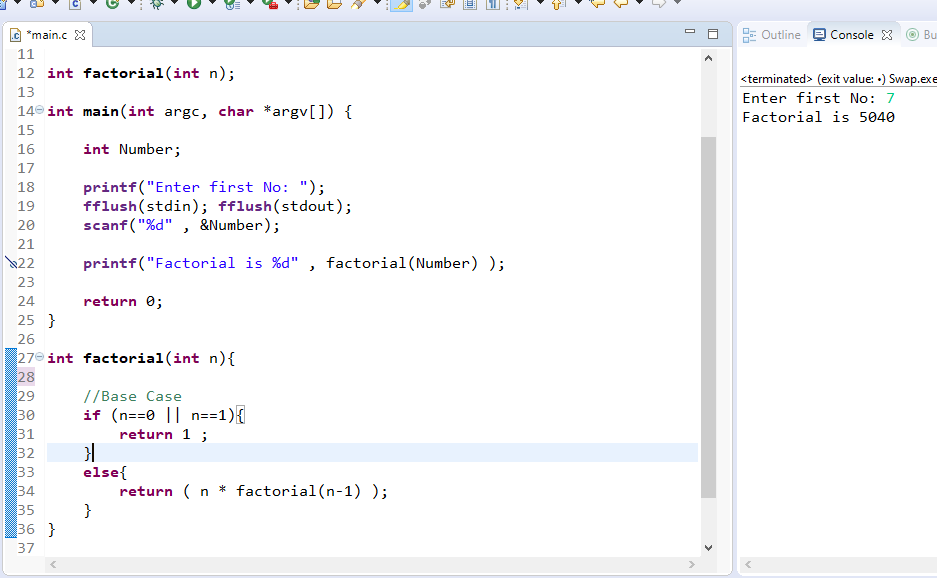 *main.c
11
12 int factorial(int n);
13
14 int main(int argc, char *argv[]) {
15
16     int Number;
17
18     printf("Enter first No: ");
19     fflush(stdin); fflush(stdout);
20     scanf("%d" , &Number);
21
22     printf("Factorial is %d" , factorial(Number) );
23
24     return 0;
25 }
26
27 int factorial(int n){
28
29     //Base Case
30     if (n==0 || n==1){
31         return 1 ;
32     }
33     else{
34         return ( n * factorial(n-1) );
35     }
36 }
37
Outline Console Bu
<terminated> (exit value: •) Swap.exe
Enter first No: 7
Factorial is 5040